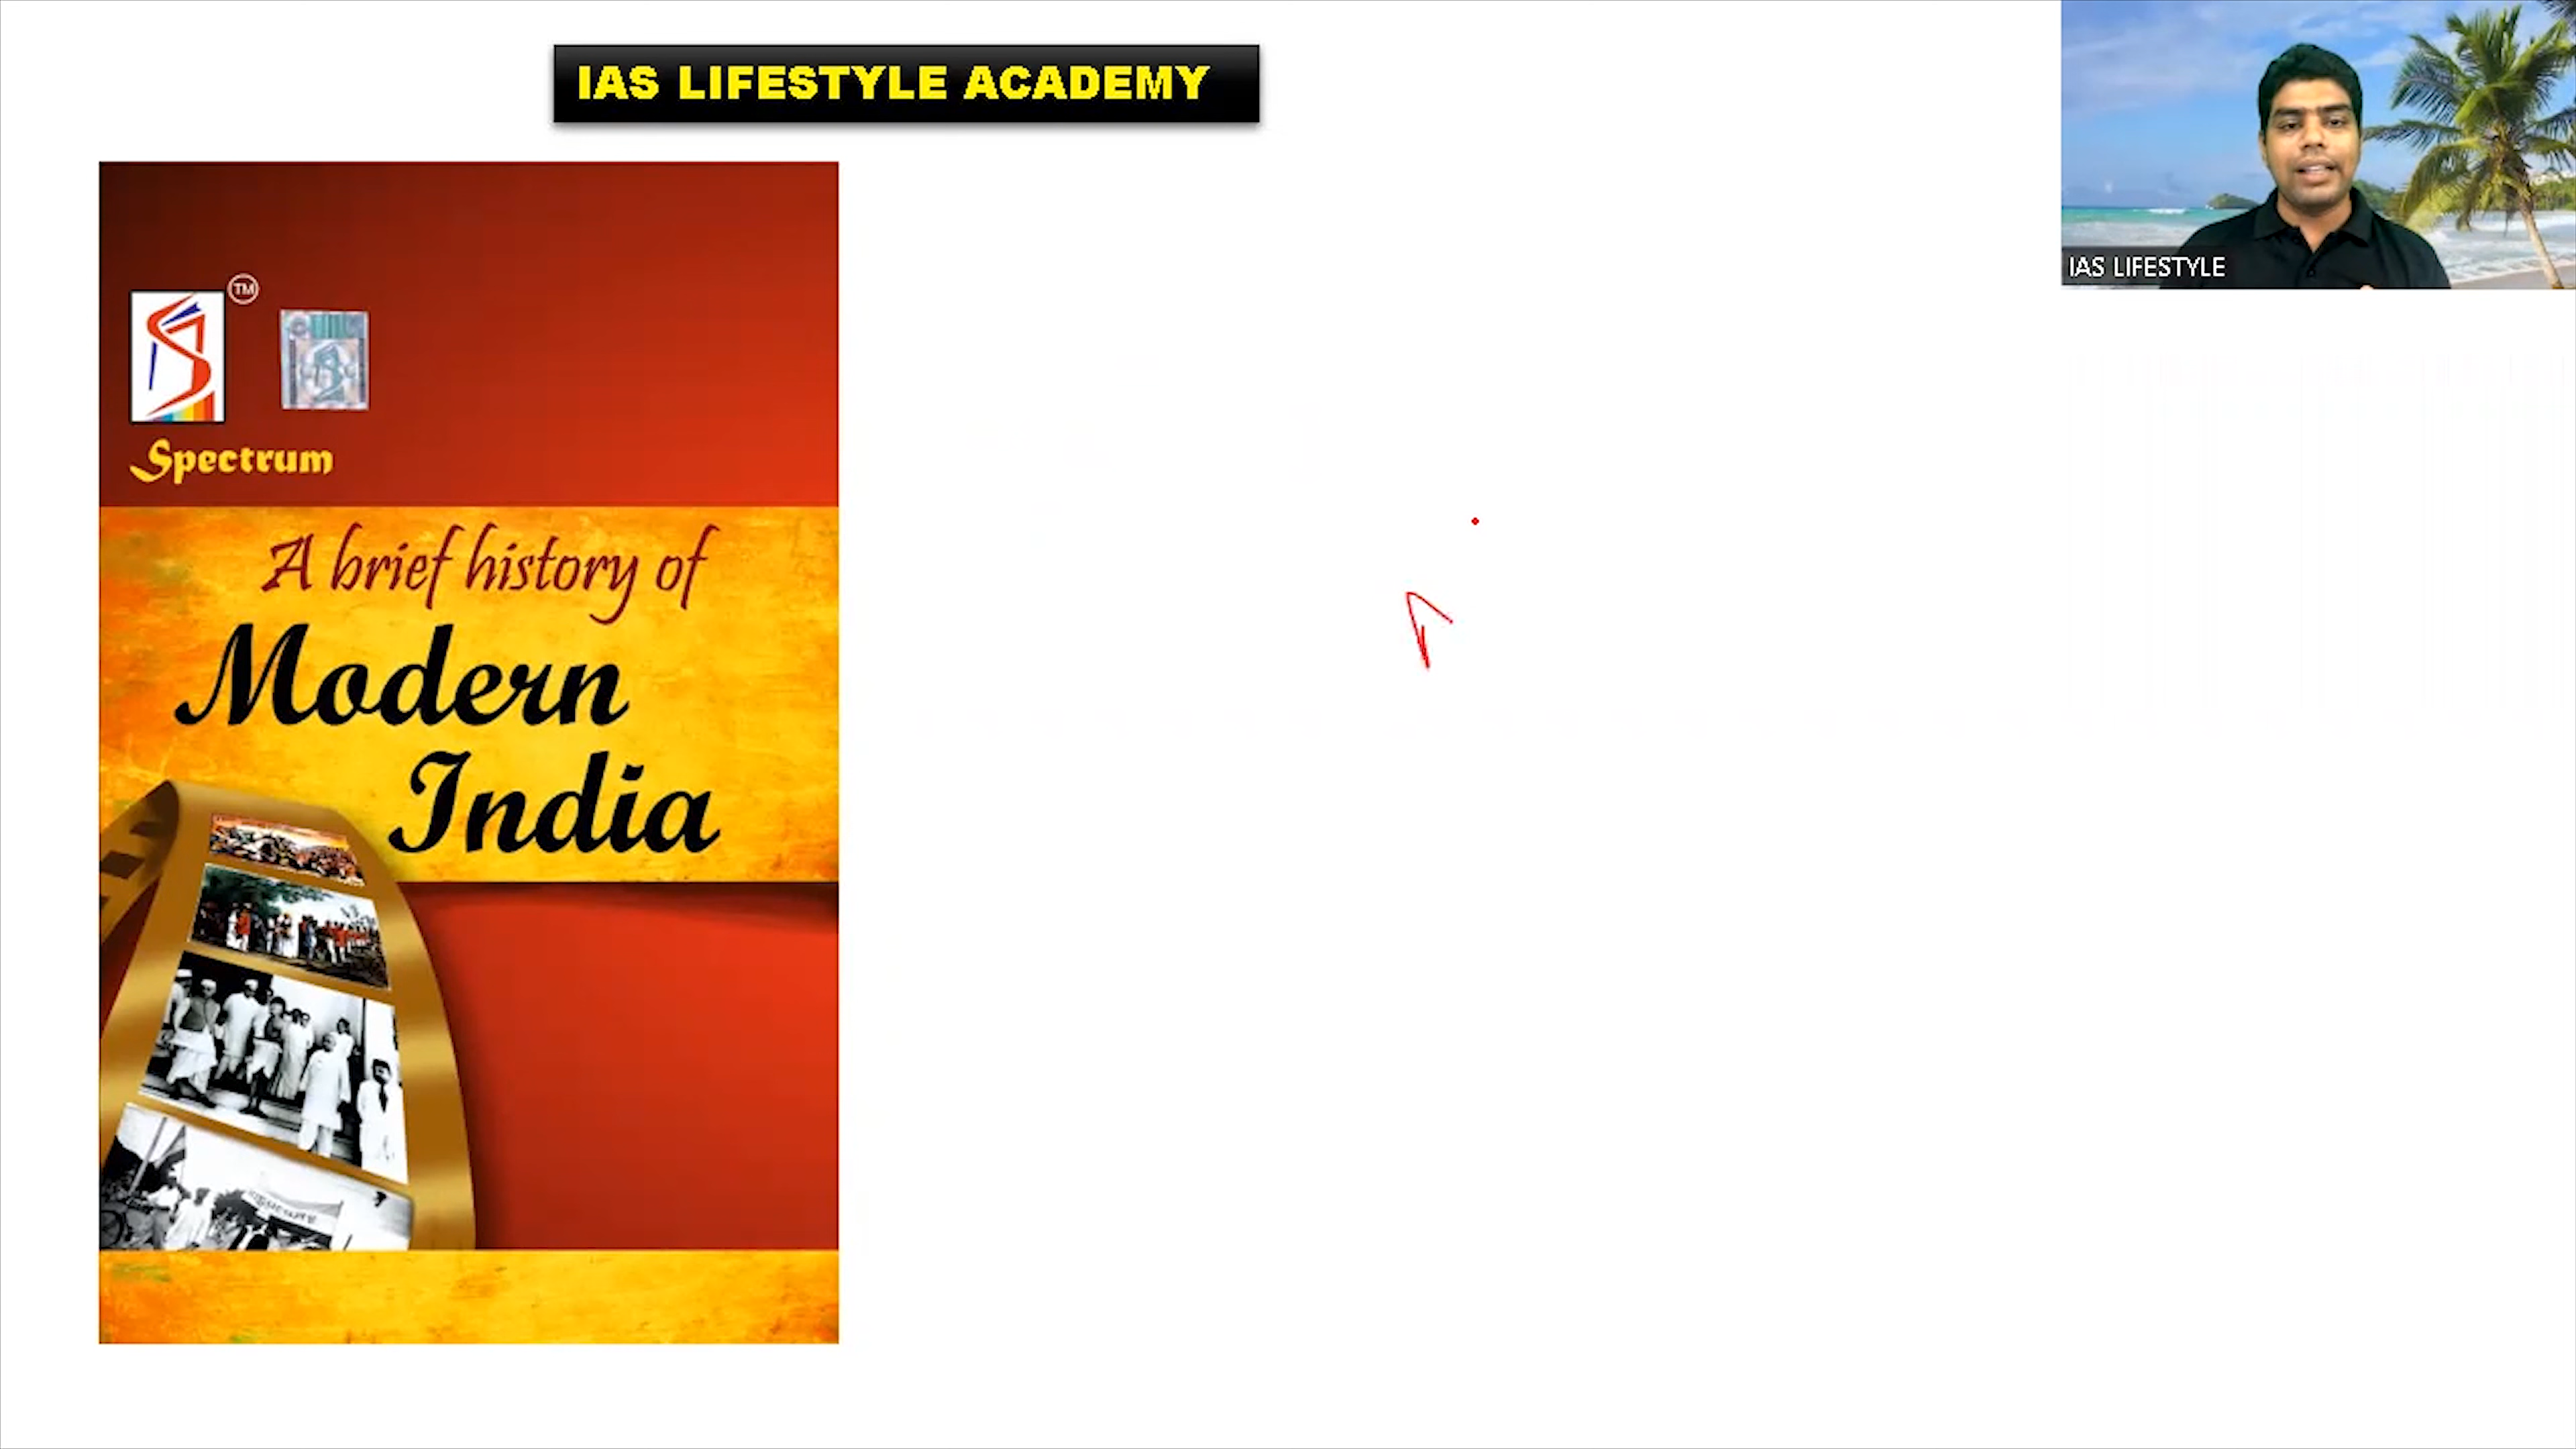 IAS LIFESTYLE ACADEMY
IAS LIFESTYLE
TM
Spectrum
A brief history of
Modern
India